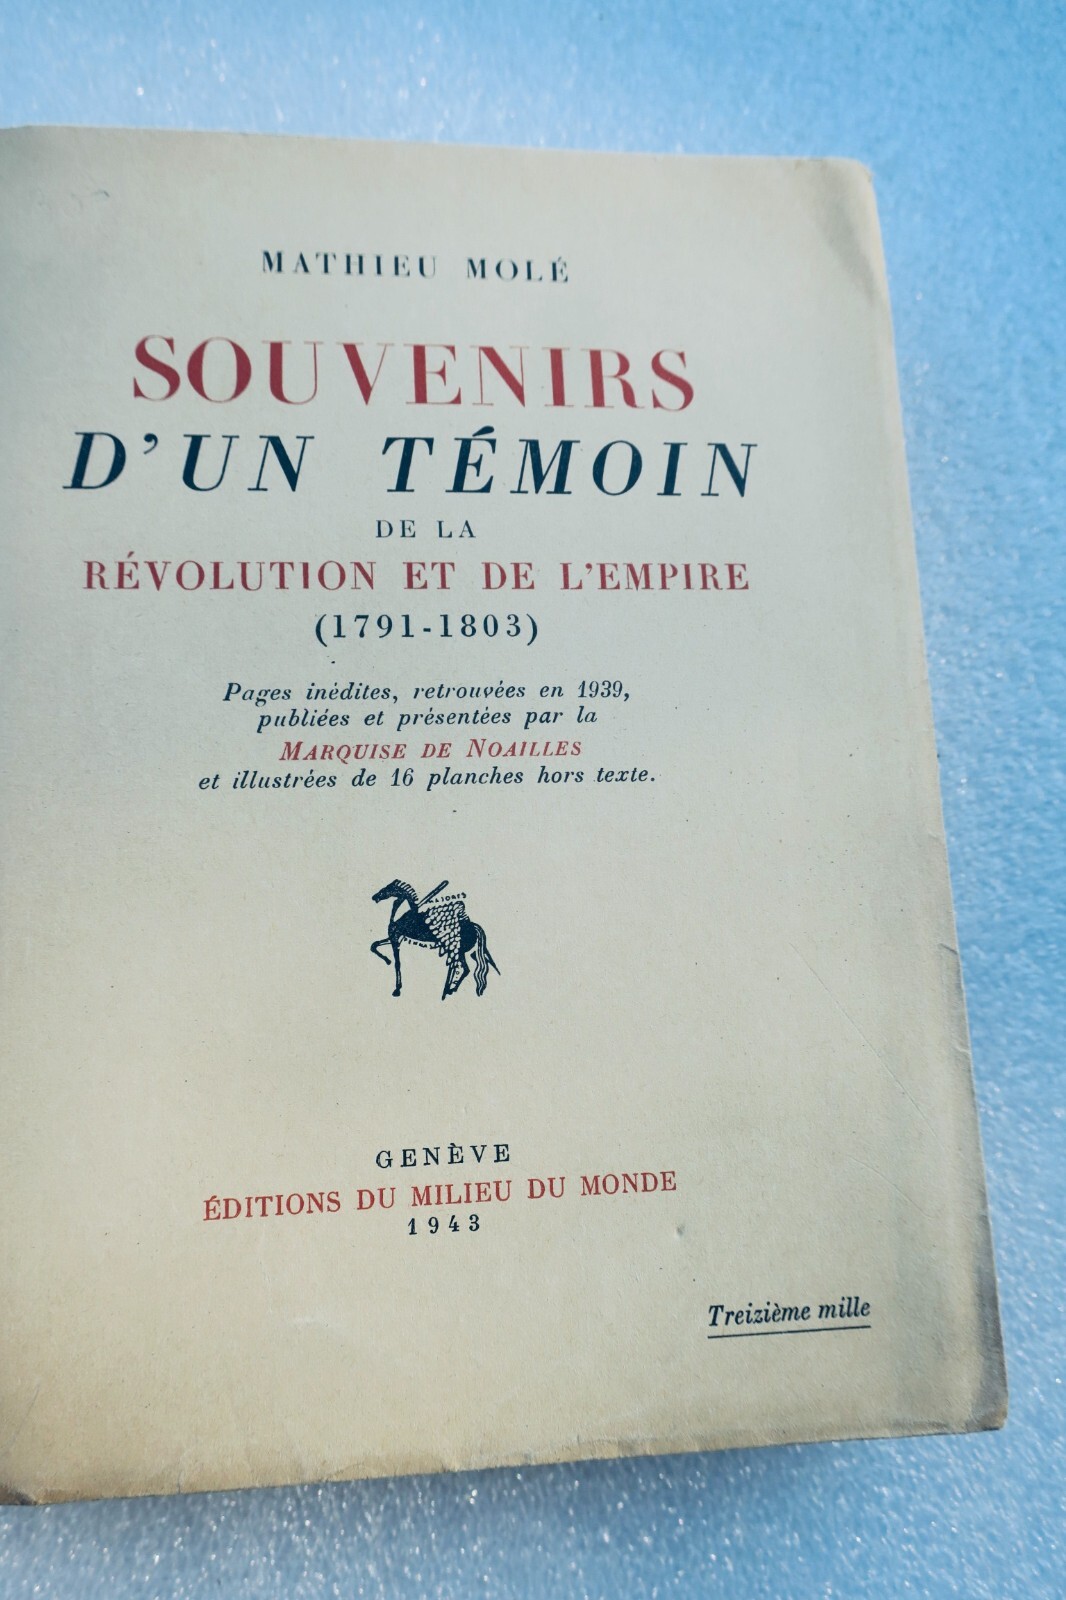 MATHIEU MOLÉ
SOUVENIRS
D'UN TÉMOIN
DE LA
RÉVOLUTION ET DE L'EMPIRE
(1791-1803)
Pages inédites, retrouvées en 1939,
publiées et présentées par la
MARQUISE DE NOAILLES
et illustrées de 16 planches hors texte.
GENÈVE
ÉDITIONS DU MILIEU DU MONDE
1943
Treizième mille